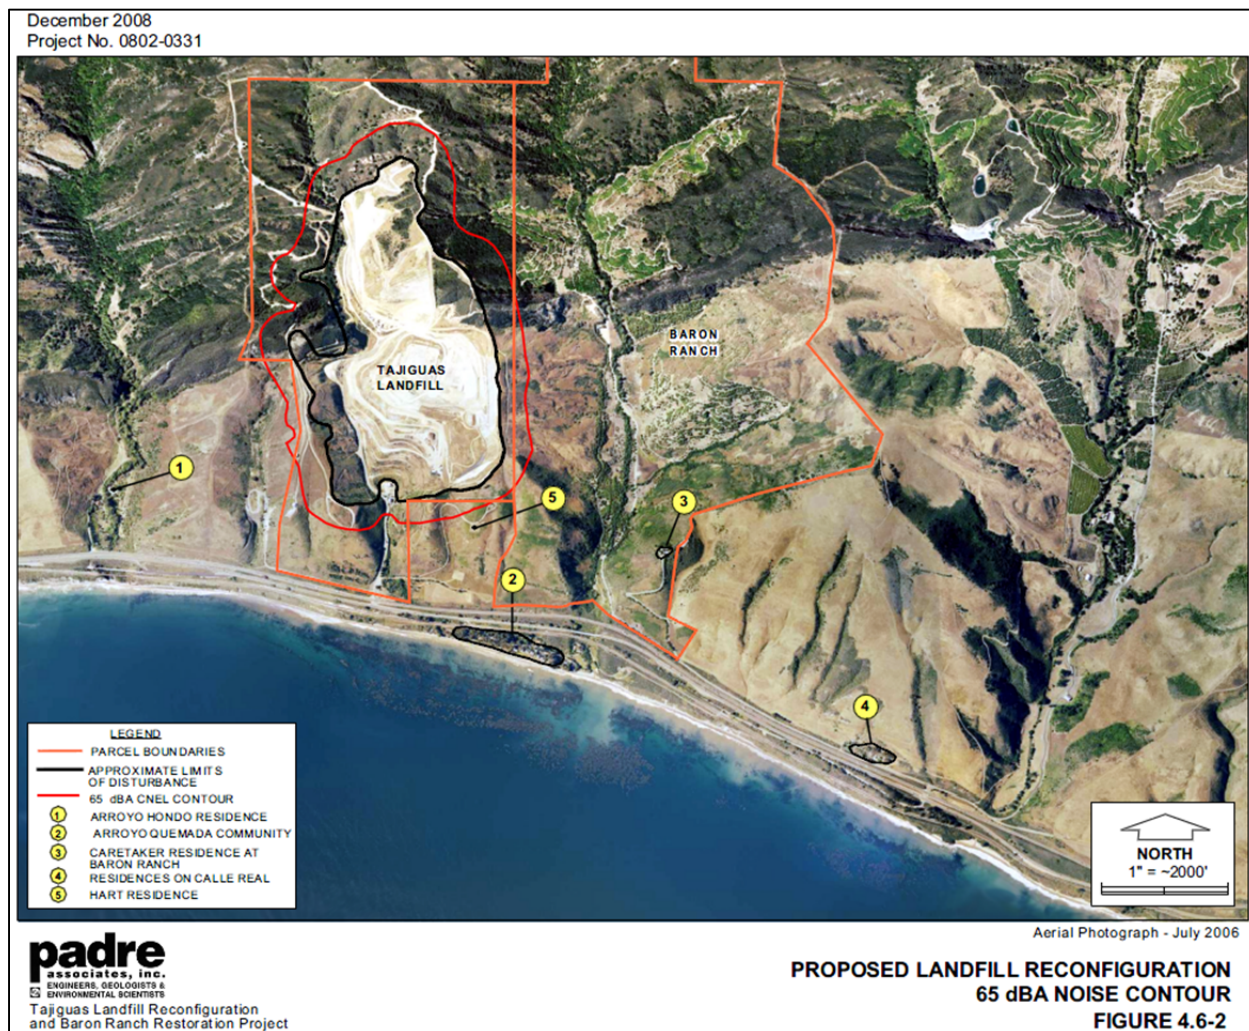 December 2008
Project No. 0802-0331
BARON
RANCH
TAJIGUAS
LANDFILL
1
5
3
2
4
LEGEND
PARCEL BOUNDARIES
APPROXIMATE LIMITS
OF DISTURBANCE
65 dBA CNEL CONTOUR
1 ARROYO HONDO RESIDENCE
2 ARROYO QUEMADA COMMUNITY
3 CARETAKER RESIDENCE AT
BARON RANCH
4 RESIDENCES ON CALLE REAL
5 HART RESIDENCE
NORTH
1" = ~2000'
Aerial Photograph - July 2006
padre
associates, inc.
ENGINEERS, GEOLOGISTS &
ENVIRONMENTAL SCIENTISTS
Tajiguas Landfill Reconfiguration
and Baron Ranch Restoration Project
PROPOSED LANDFILL RECONFIGURATION
65 dBA NOISE CONTOUR
FIGURE 4.6-2